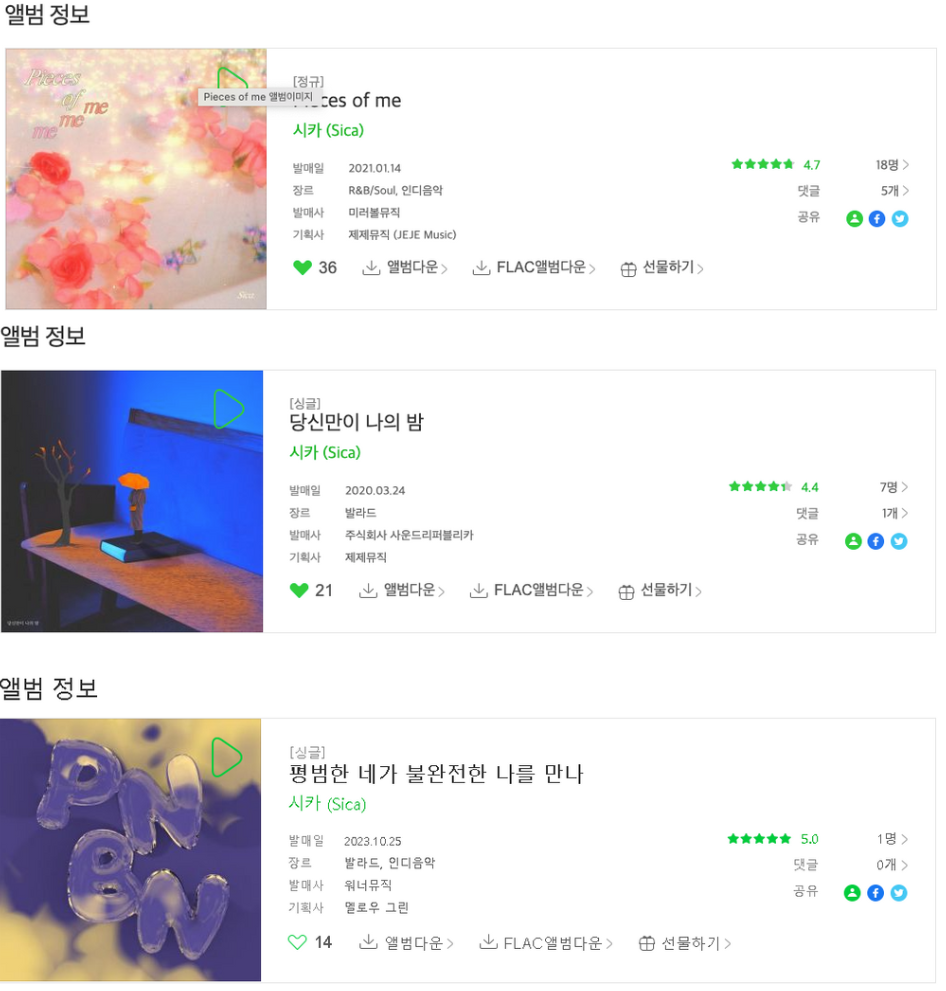 앨범 정보
Pieces
of me
me
me
Sica
Pieces of me 앨범이미지
[정규]
Pieces of me
시카 (Sica)
발매일 2021.01.14
장르 R&B/Soul, 인디음악
발매사 미러볼뮤직
기획사 제제뮤직 (JEJE Music)
4.7 18명
댓글 5개
공유
36 앨범다운 FLAC앨범다운 선물하기
앨범 정보
당신만이 나의 밤
[싱글]
당신만이 나의 밤
시카 (Sica)
발매일 2020.03.24
장르 발라드
발매사 주식회사 사운드리퍼블리카
기획사 제제뮤직
4.4 7명
댓글 1개
공유
21 앨범다운 FLAC앨범다운 선물하기
앨범 정보
PN
BN
[싱글]
평범한 네가 불완전한 나를 만나
시카 (Sica)
발매일 2023.10.25
장르 발라드, 인디음악
발매사 워너뮤직
기획사 멜로우 그린
5.0 1명
댓글 0개
공유
14 앨범다운 FLAC앨범다운 선물하기